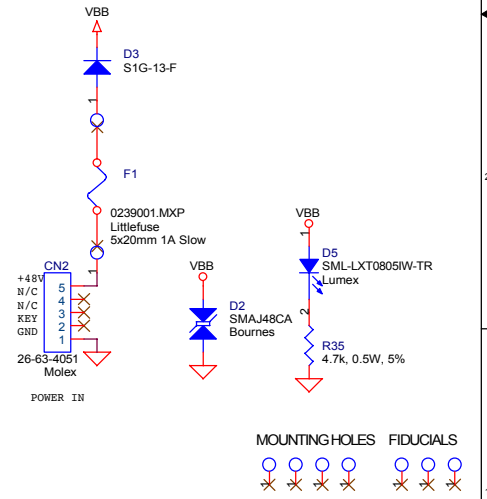 VBB
D3
S1G-13-F
1
F1
0239001.MXP
Littlefuse
5x20mm 1A Slow
1
CN2
+48V 5
N/C 4
N/C 3
KEY 2
GND 1
26-63-4051
Molex
POWER IN
VBB
D2
SMAJ48CA
Bournes
VBB
1
D5
SML-LXT0805IW-TR
Lumex
2
R35
4.7k, 0.5W, 5%
MOUNTING HOLES FIDUCIALS
2